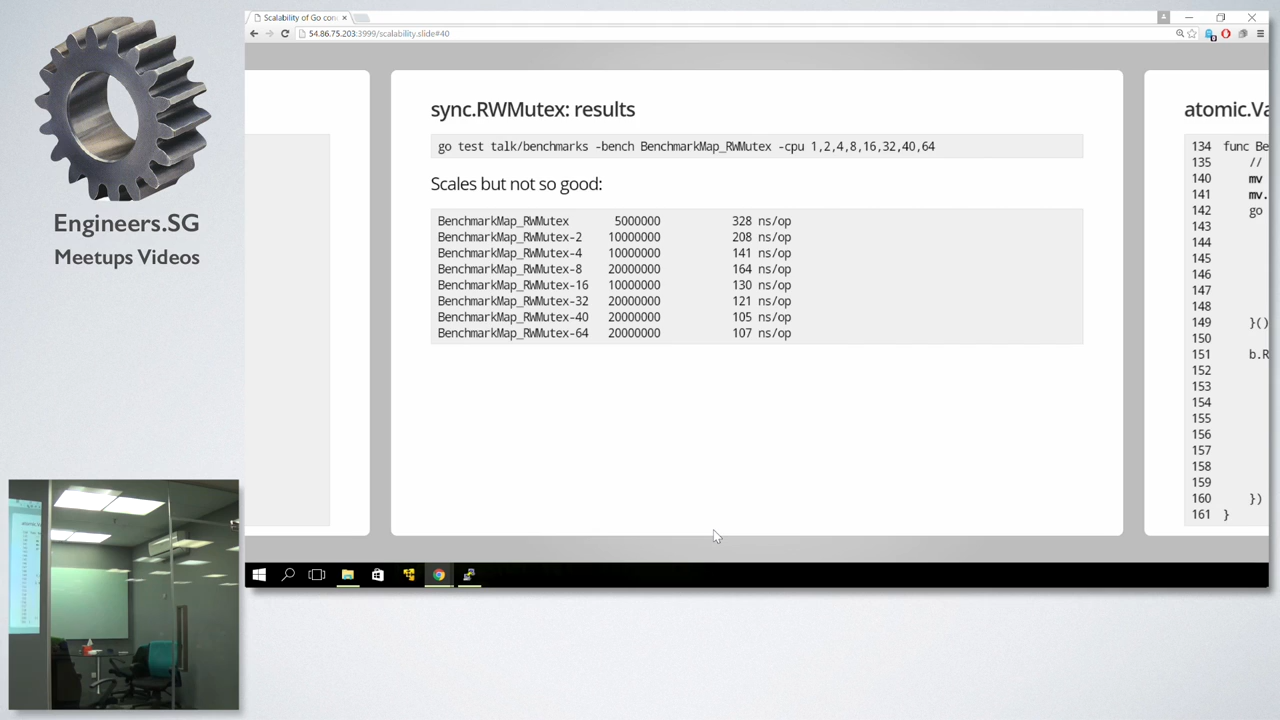 Scalability of Go con
54.86.75.203:3999/scalability.slide#40
Engineers.SG
Meetups Videos
sync.RWMutex: results
go test talk/benchmarks -bench BenchmarkMap_RWMutex -cpu 1,2,4,8,16,32,40,64
Scales but not so good:
BenchmarkMap_RWMutex 5000000 328 ns/op
BenchmarkMap_RWMutex-2 10000000 208 ns/op
BenchmarkMap_RWMutex-4 10000000 141 ns/op
BenchmarkMap_RWMutex-8 20000000 164 ns/op
BenchmarkMap_RWMutex-16 10000000 130 ns/op
BenchmarkMap_RWMutex-32 20000000 121 ns/op
BenchmarkMap_RWMutex-40 20000000 105 ns/op
BenchmarkMap_RWMutex-64 20000000 107 ns/op
atomic.Va
134 func Be
135 //
140 mv
141 mv.
142 go
143
144
145
146
147
148
149 }()
150
151 b.R
152
153
154
155
156
157
158
159
160 })
161 }